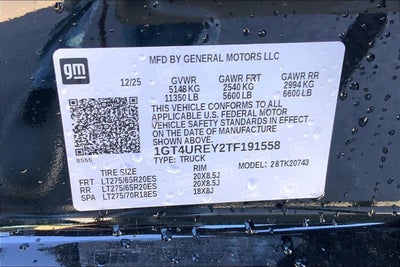 MFD BY GENERAL MOTORS LLC
gm
12/25 GVWR GAWR FRT GAWR RR
5148 KG 2540 KG 2994 KG
11350 LB 5600 LB 6600 LB
THIS VEHICLE CONFORMS TO ALL
APPLICABLE U.S. FEDERAL MOTOR
VEHICLE SAFETY STANDARDS IN EFFECT
ON THE DATE OF MANUFACTURE
SHOWN ABOVE.
8555 1GT4UREY2TF191558
TYPE: TRUCK MODEL: 2STK20743
TIRE SIZE RIM
FRT LT275/65R20ES 20X8.5J
RR LT275/65R20ES 20X8.5J
SPA LT275/70R18ES 18X8J